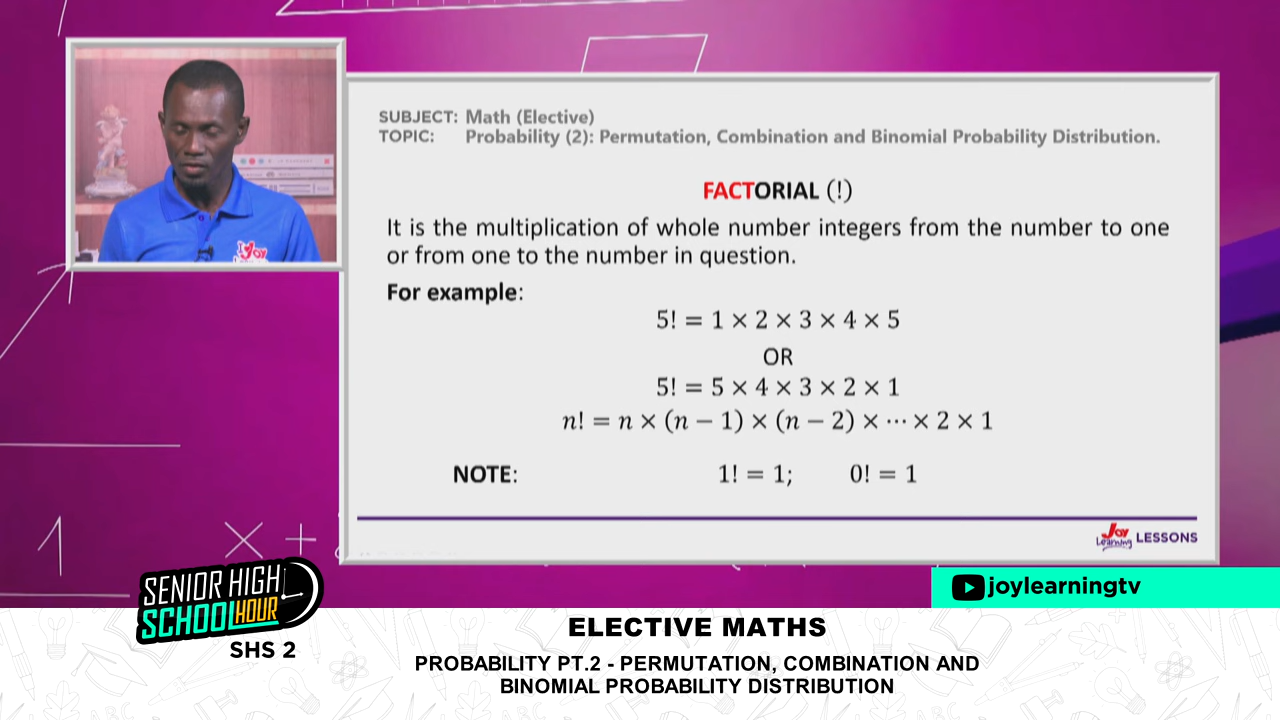 SUBJECT: Math (Elective)
TOPIC: Probability (2): Permutation, Combination and Binomial Probability Distribution.
FACTORIAL (!)
It is the multiplication of whole number integers from the number to one
or from one to the number in question.
For example:
5! = 1 × 2 × 3 × 4 × 5
OR
5! = 5 × 4 × 3 × 2 × 1
n! = n × (n − 1) × (n − 2) × ⋯ × 2 × 1
NOTE: 1! = 1; 0! = 1
Joy Learning LESSONS
joylearningtv
SENIOR HIGH
SCHOOL HOUR
SHS 2
ELECTIVE MATHS
PROBABILITY PT.2 - PERMUTATION, COMBINATION AND
BINOMIAL PROBABILITY DISTRIBUTION